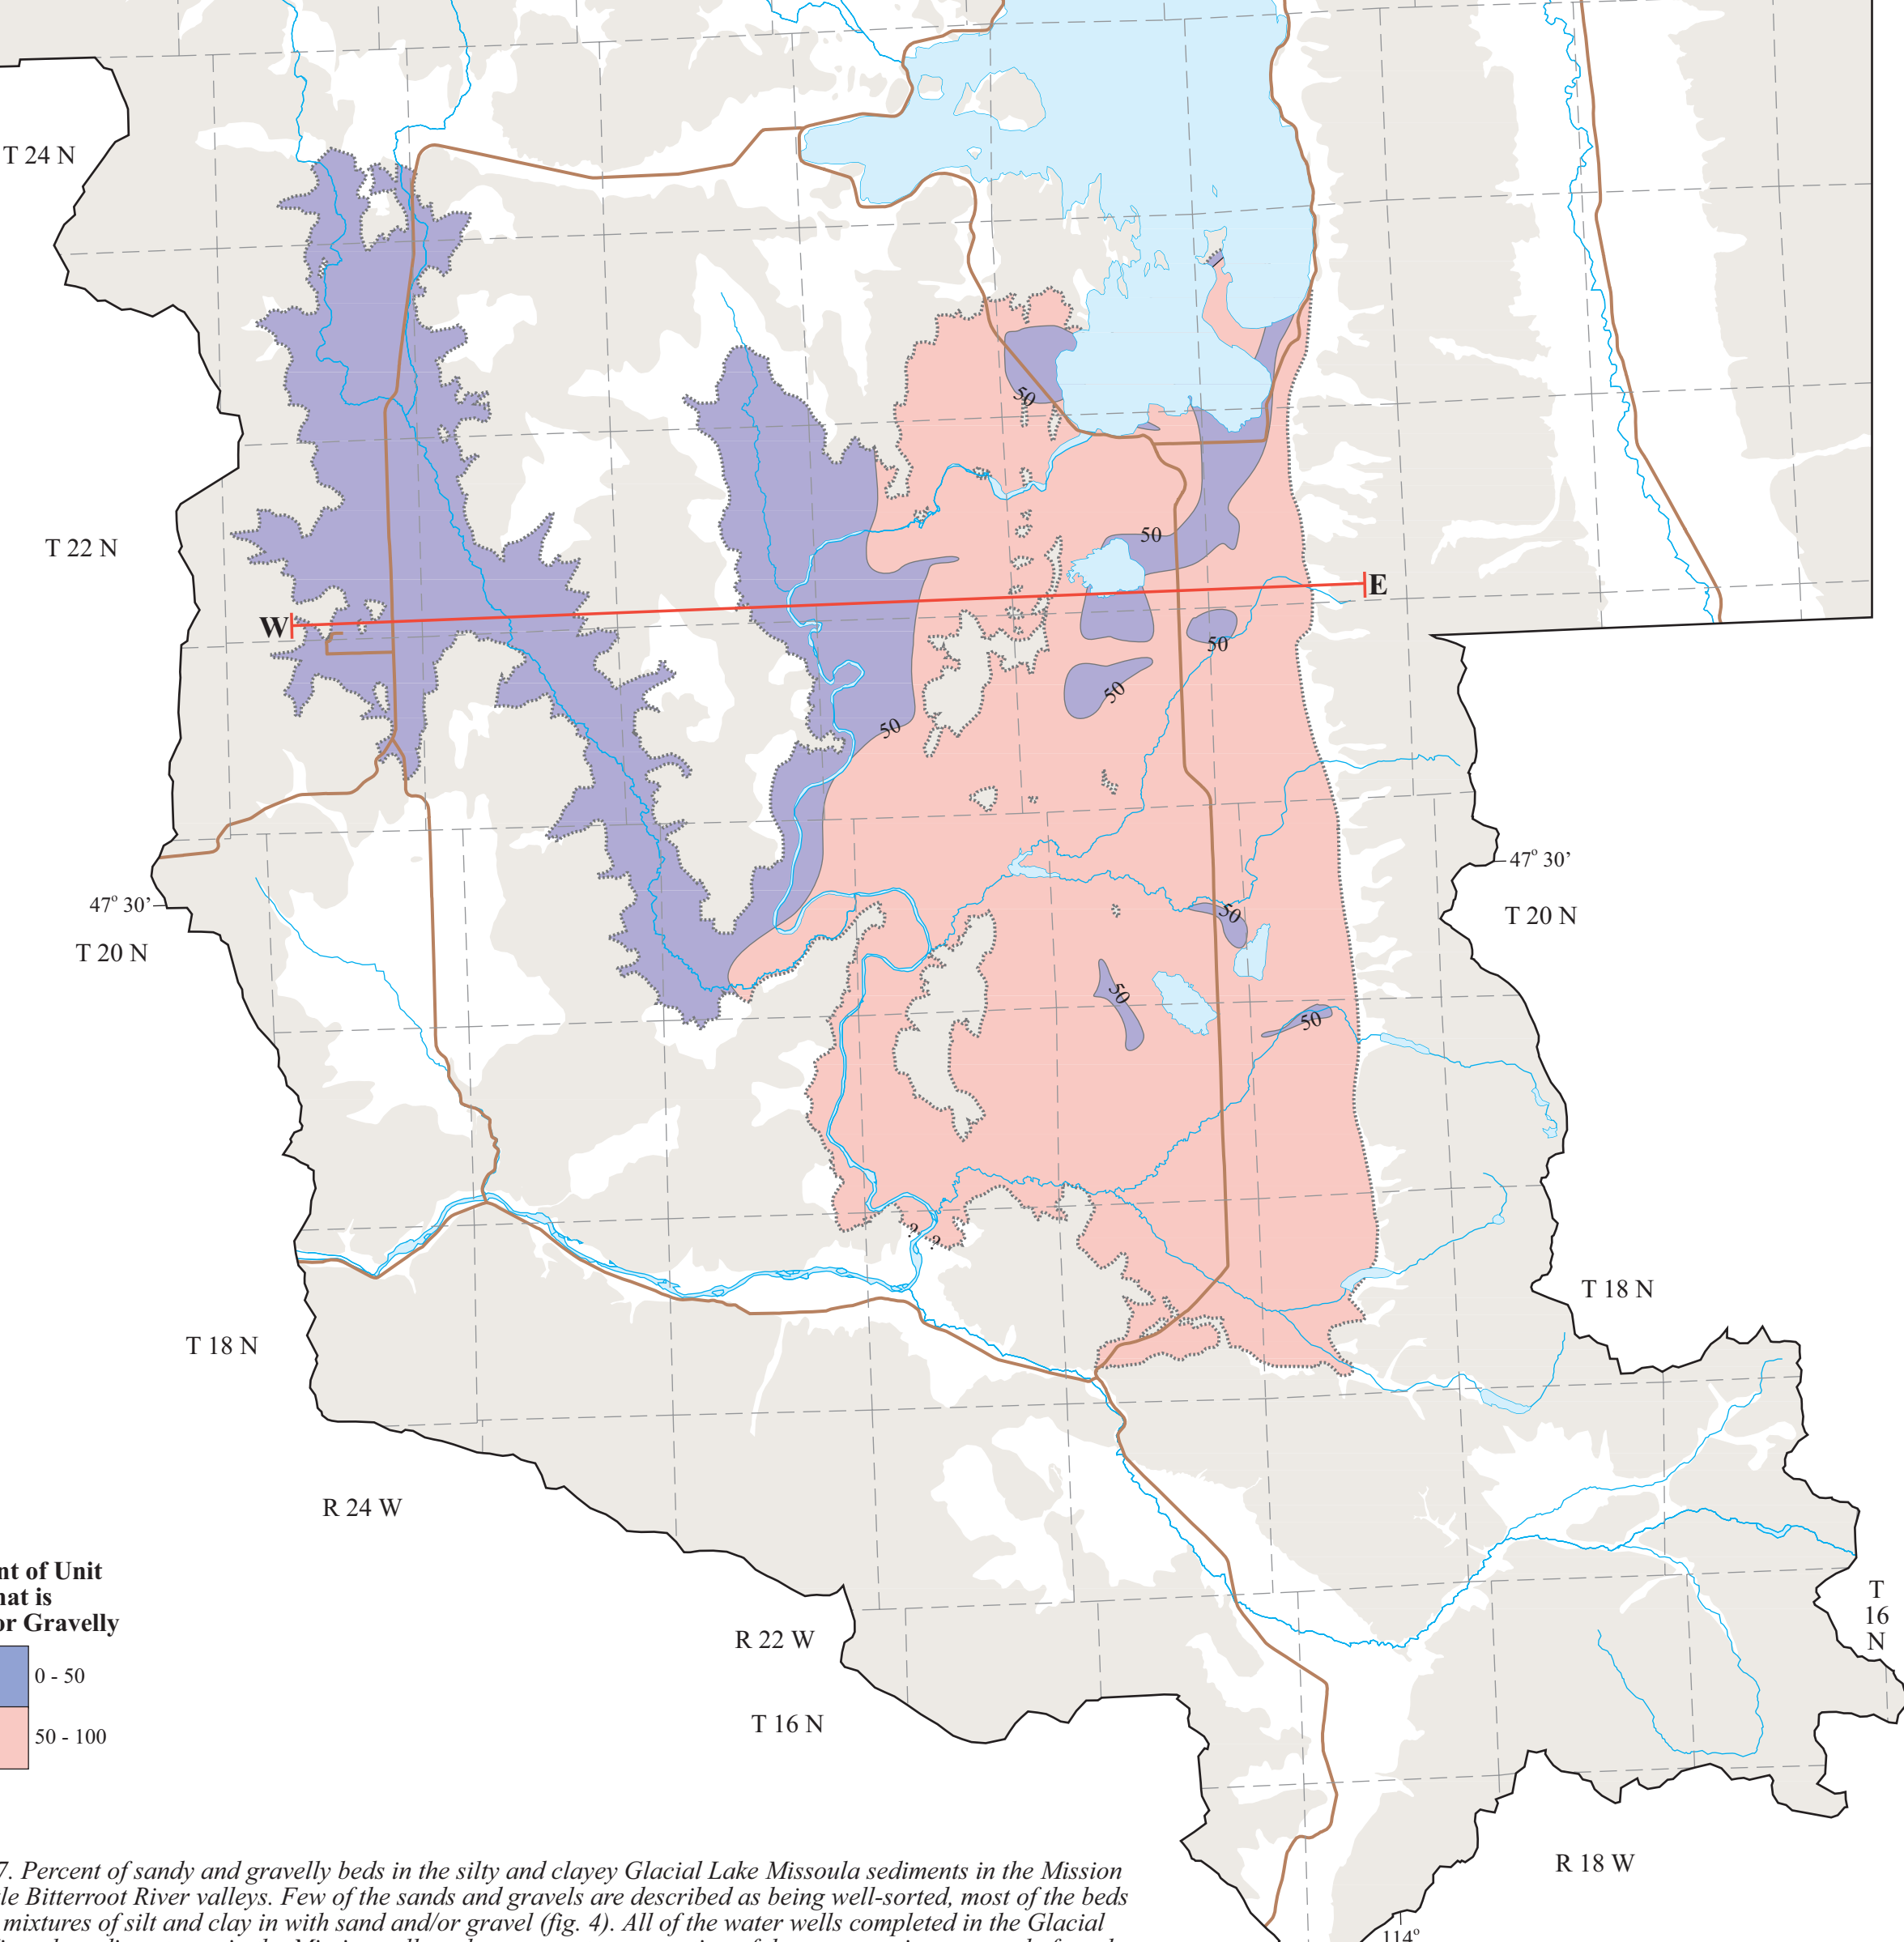 T 24 N
50
T 22 N
50
E
W
50
50
50
47° 30’
47° 30’
50
T 20 N
T 20 N
50
50
?
?
T 18 N
T 18 N
R 24 W
nt of Unit
hat is
or Gravelly
0 - 50
50 - 100
T
16
N
R 22 W
T 16 N
R 18 W
7. Percent of sandy and gravelly beds in the silty and clayey Glacial Lake Missoula sediments in the Mission
le Bitterroot River valleys. Few of the sands and gravels are described as being well-sorted, most of the beds
mixtures of silt and clay in with sand and/or gravel (fig. 4). All of the water wells completed in the Glacial
114°